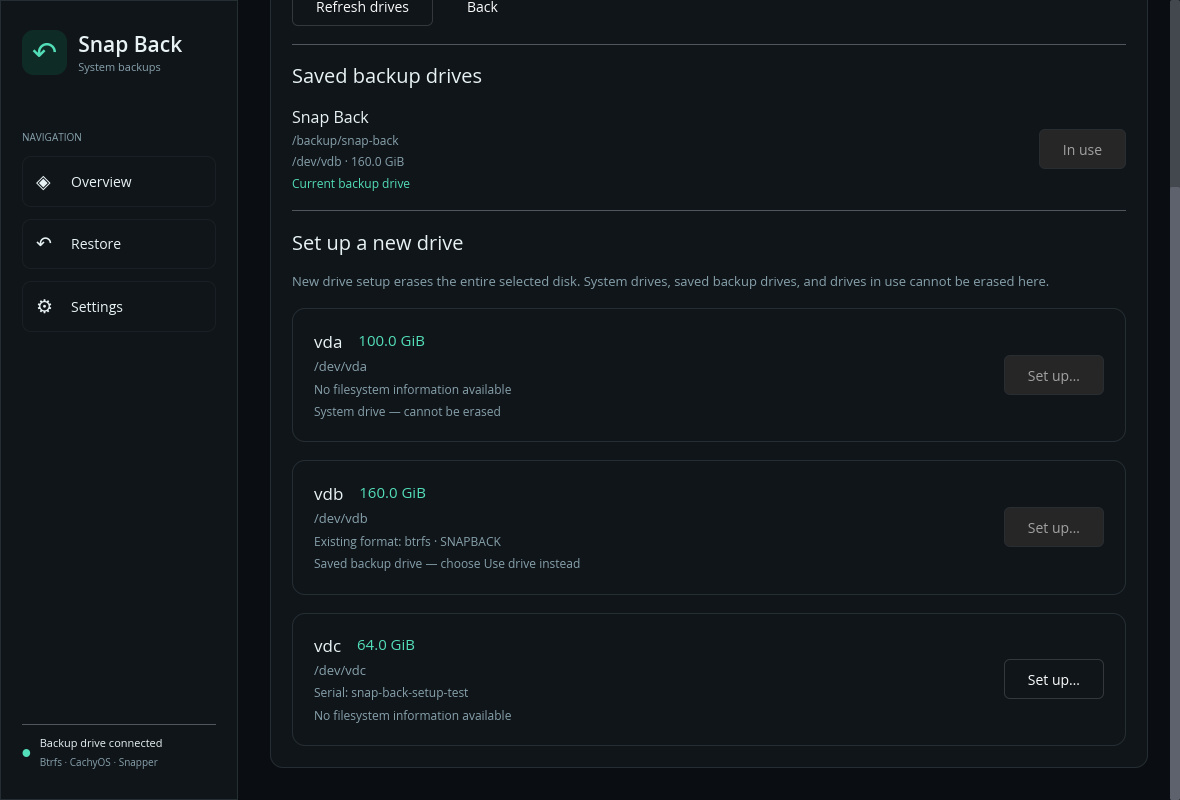 Snap Back
System backups
NAVIGATION
◈ Overview
↶ Restore
⚙ Settings
Backup drive connected
Btrfs · CachyOS · Snapper
Refresh drives
Back
Saved backup drives
Snap Back
/backup/snap-back
/dev/vdb · 160.0 GiB
Current backup drive
In use
Set up a new drive
New drive setup erases the entire selected disk. System drives, saved backup drives, and drives in use cannot be erased here.
vda 100.0 GiB
/dev/vda
No filesystem information available
System drive — cannot be erased
Set up...
vdb 160.0 GiB
/dev/vdb
Existing format: btrfs · SNAPBACK
Saved backup drive — choose Use drive instead
Set up...
vdc 64.0 GiB
/dev/vdc
Serial: snap-back-setup-test
No filesystem information available
Set up...